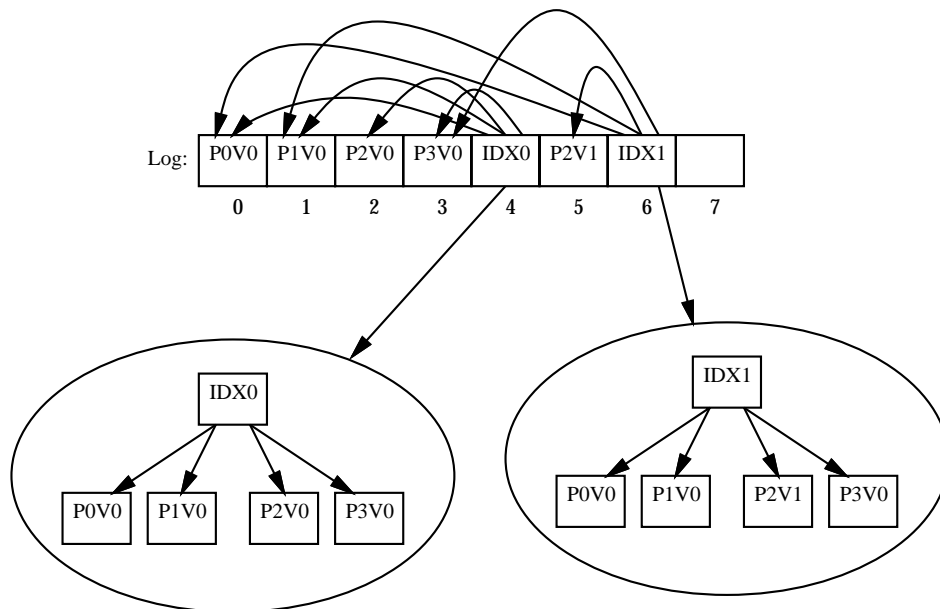 Log: P0V0 P1V0 P2V0 P3V0 IDX0 P2V1 IDX1
0 1 2 3 4 5 6 7
IDX0
P0V0 P1V0 P2V0 P3V0
IDX1
P0V0 P1V0 P2V1 P3V0